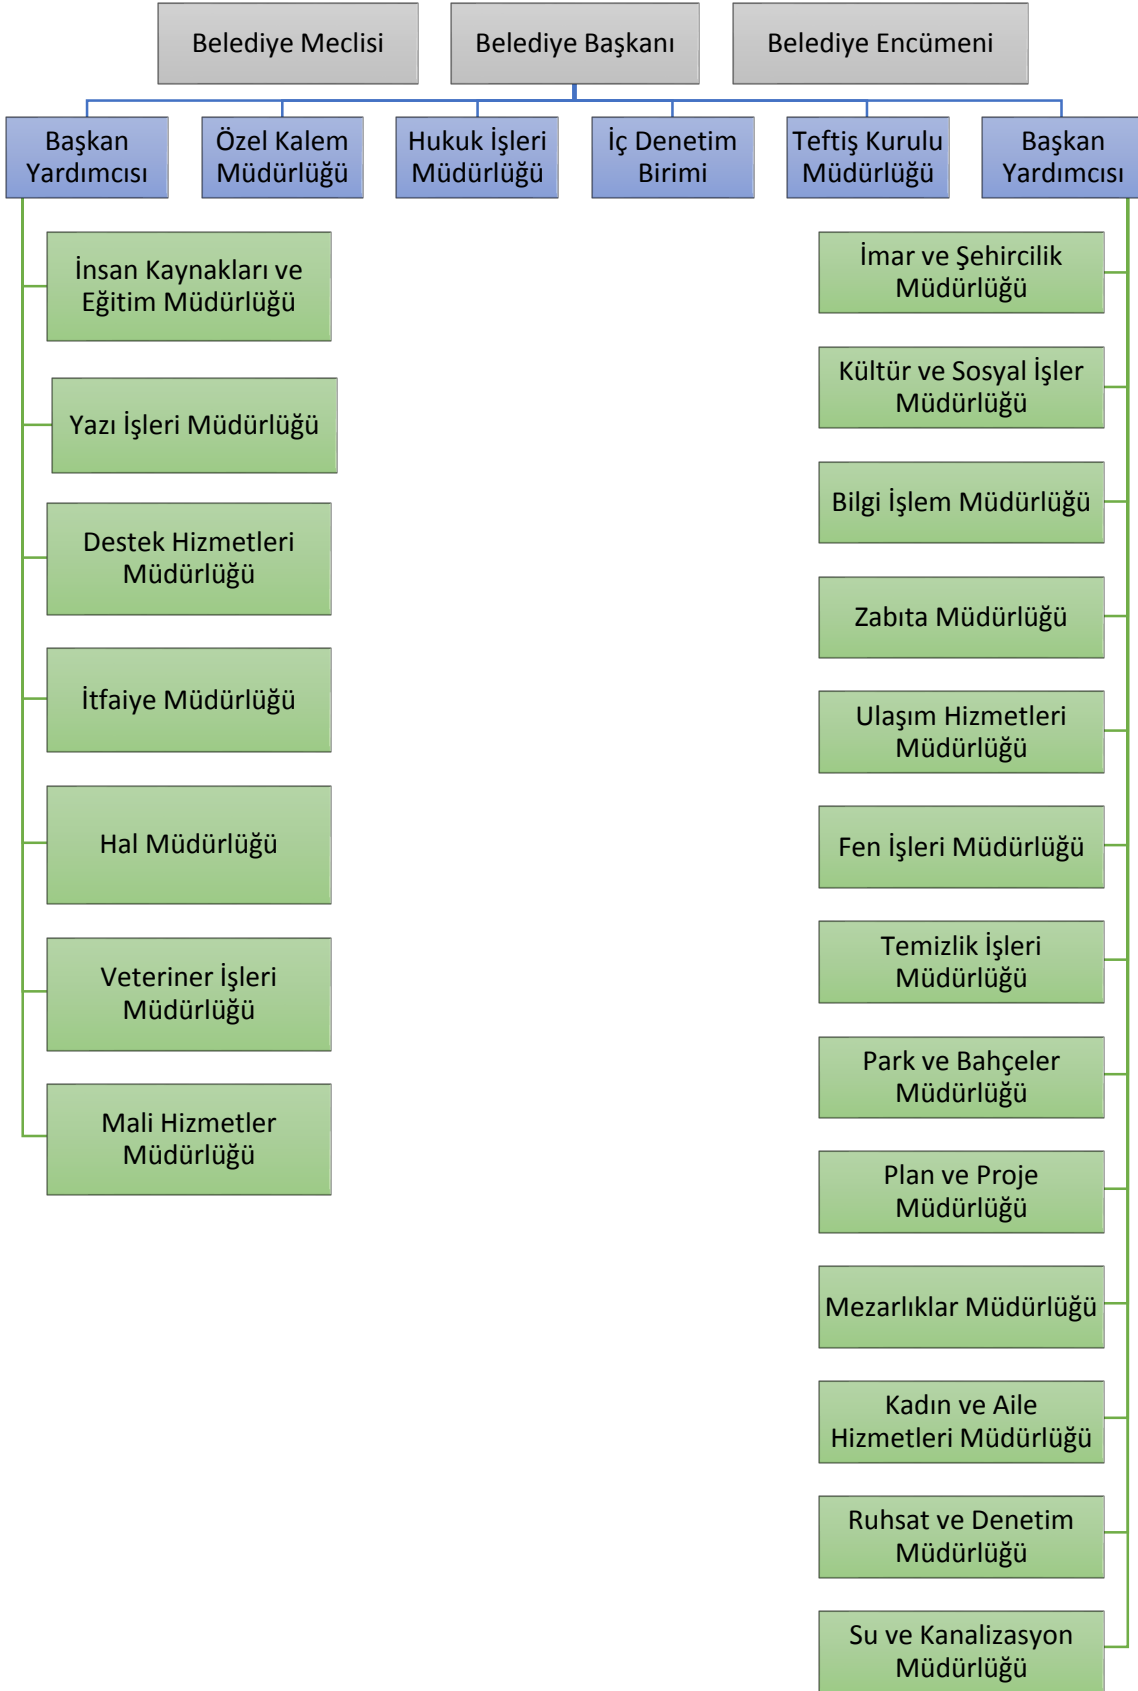 Belediye Meclisi
Belediye Başkanı
Belediye Encümeni
Başkan
Yardımcısı
Özel Kalem
Müdürlüğü
Hukuk İşleri
Müdürlüğü
İç Denetim
Birimi
Teftiş Kurulu
Müdürlüğü
Başkan
Yardımcısı
İnsan Kaynakları ve
Eğitim Müdürlüğü
Yazı İşleri Müdürlüğü
Destek Hizmetleri
Müdürlüğü
İtfaiye Müdürlüğü
Hal Müdürlüğü
Veteriner İşleri
Müdürlüğü
Mali Hizmetler
Müdürlüğü
İmar ve Şehircilik
Müdürlüğü
Kültür ve Sosyal İşler
Müdürlüğü
Bilgi İşlem Müdürlüğü
Zabıta Müdürlüğü
Ulaşım Hizmetleri
Müdürlüğü
Fen İşleri Müdürlüğü
Temizlik İşleri
Müdürlüğü
Park ve Bahçeler
Müdürlüğü
Plan ve Proje
Müdürlüğü
Mezarlıklar Müdürlüğü
Kadın ve Aile
Hizmetleri Müdürlüğü
Ruhsat ve Denetim
Müdürlüğü
Su ve Kanalizasyon
Müdürlüğü